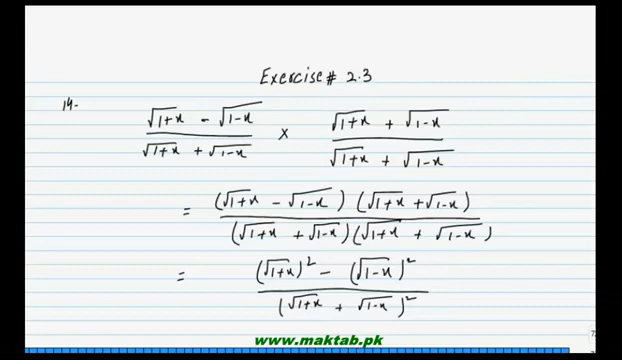 Exercise# 2.3
14.
(√1+x − √1−x)/(√1+x + √1−x) × (√1+x + √1−x)/(√1+x + √1−x)
= (√1+x − √1−x) (√1+x + √1−x)/(√1+x + √1−x)(√1+x + √1−x)
= (√1+x)² − (√1−x)²/(√1+x + √1−x)²
www.maktab.pk